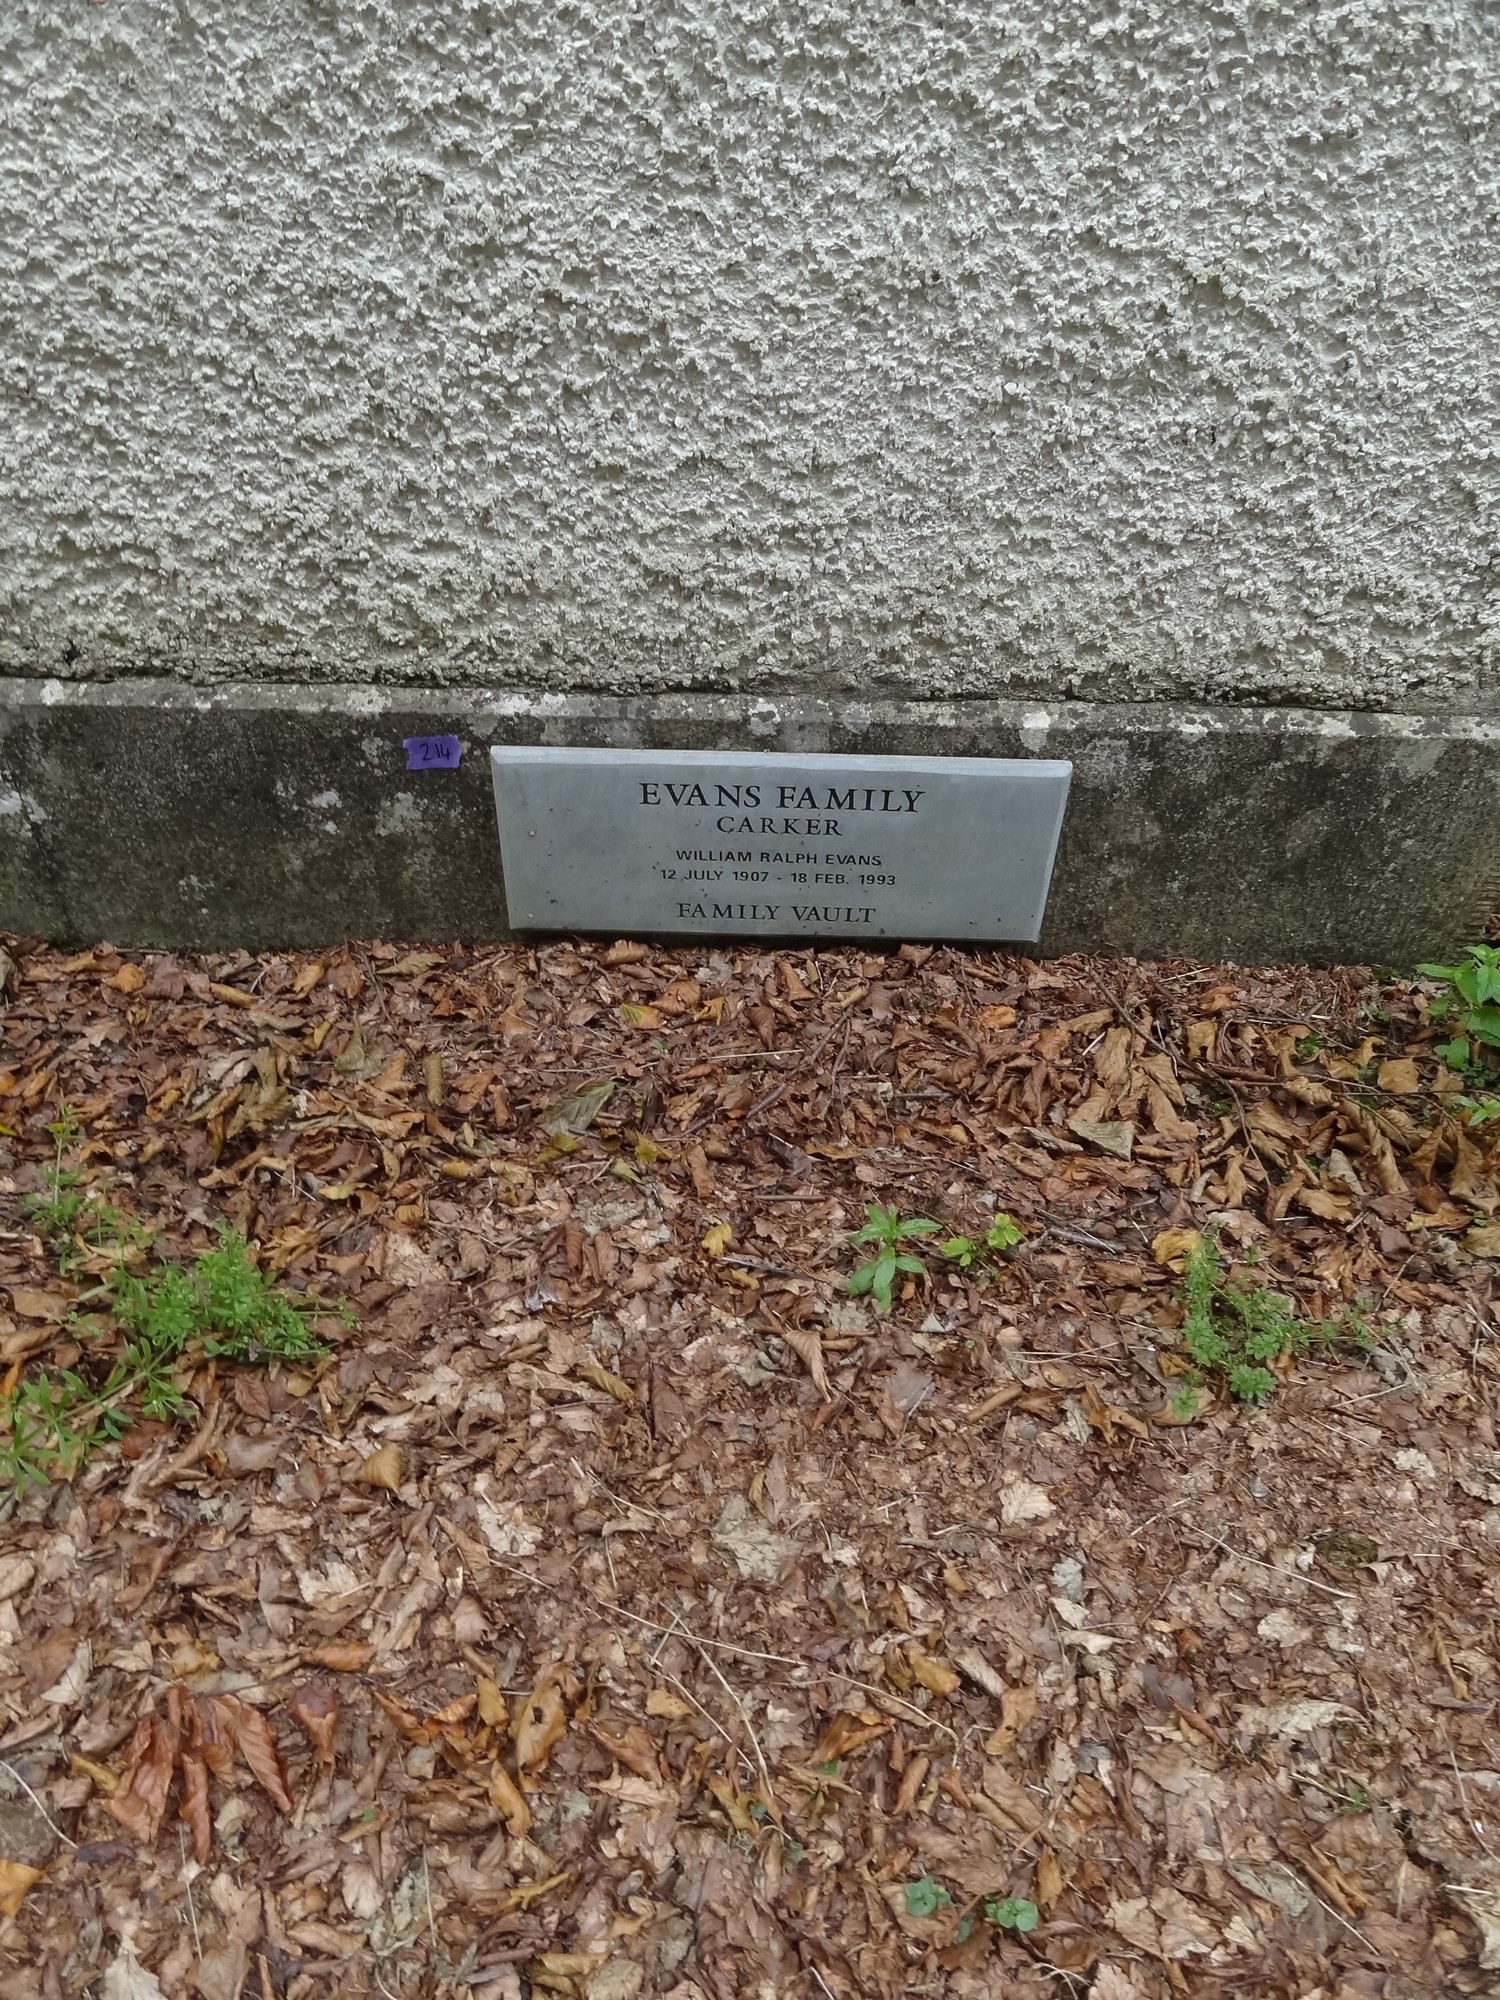 214
EVANS FAMILY
CARKER
WILLIAM RALPH EVANS
12 JULY 1907 - 18 FEB. 1993
FAMILY VAULT